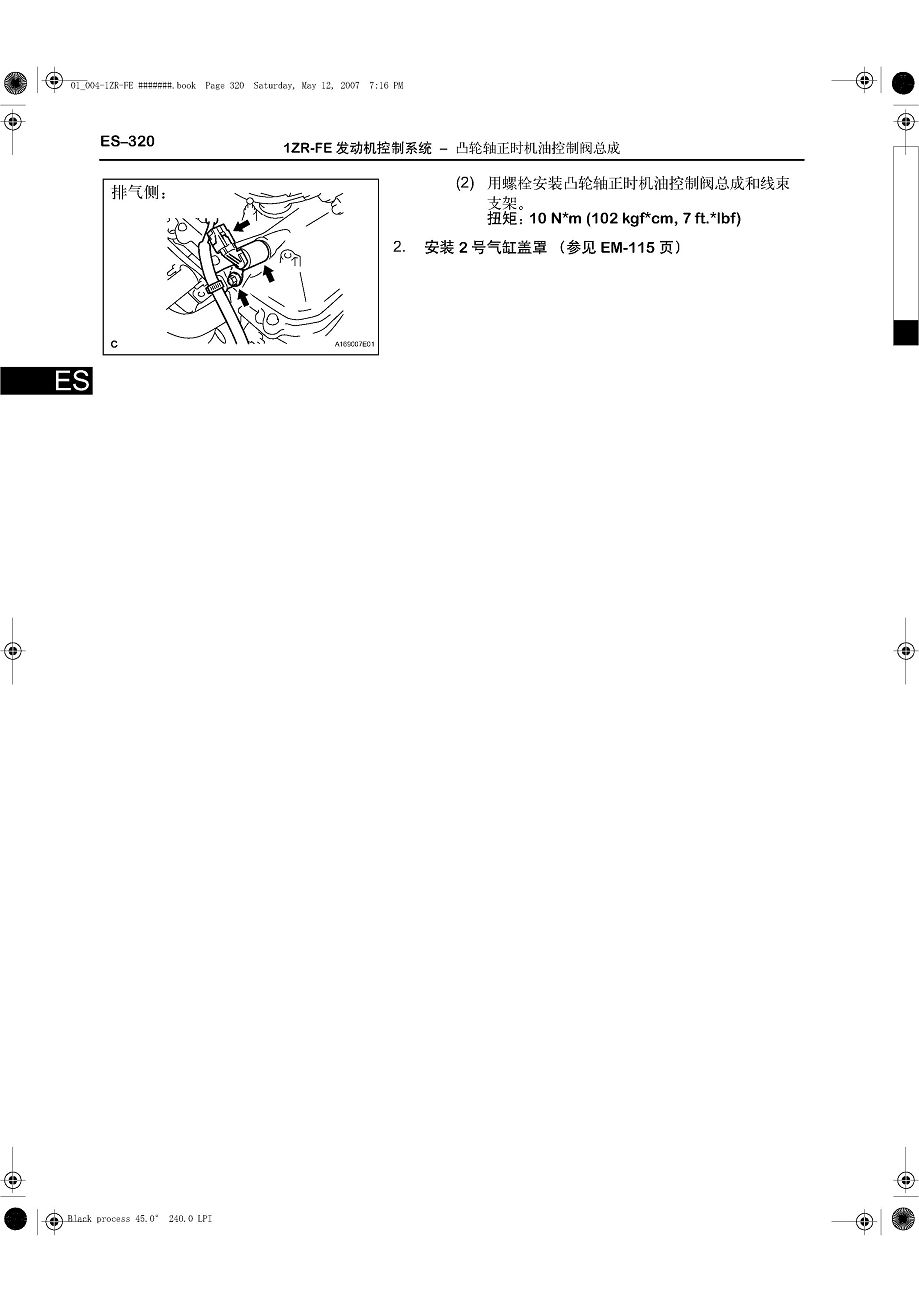 01_004-1ZR-FE #######.book  Page 320  Saturday, May 12, 2007  7:16 PM
ES–320
1ZR-FE 发动机控制系统 – 凸轮轴正时机油控制阀总成
排气侧：
C
A169007E01
(2) 用螺栓安装凸轮轴正时机油控制阀总成和线束
支架。
扭矩：10 N*m (102 kgf*cm, 7 ft.*lbf)
2. 安装 2 号气缸盖罩 （参见 EM-115 页）
ES
Black process 45.0° 240.0 LPI